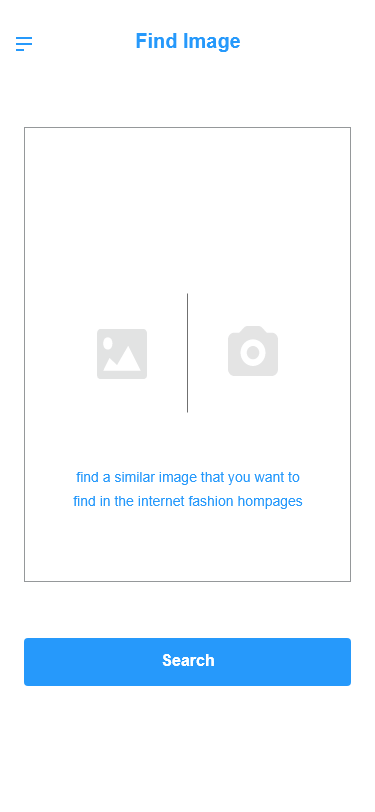 Find Image
find a similar image that you want to
find in the internet fashion hompages
Search